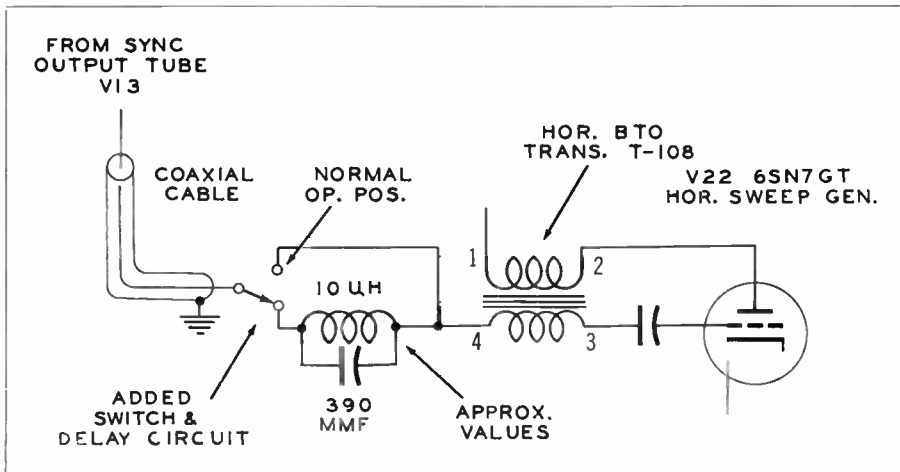 FROM SYNC
OUTPUT TUBE
V13
COAXIAL
CABLE
NORMAL
OP. POS.
HOR. BTO
TRANS. T-108
V22 6SN7GT
HOR. SWEEP GEN.
1
2
10 UH
4
3
390
MMF
ADDED
SWITCH &
DELAY CIRCUIT
APPROX.
VALUES